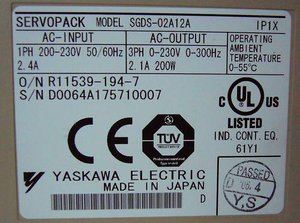 SERVOPACK MODEL SGDS-02A12A IP1X
AC-INPUT AC-OUTPUT OPERATING
1PH 200-230V 50/60Hz 3PH 0-230V 0-300Hz AMBIENT
2.4A 2.1A 200W TEMPERATURE
0-55°C
O/N R11539-194-7
S/N D0064A175710007
C UL US
LISTED
IND. CONT. EQ.
61Y1
CE
TÜV
YASKAWA ELECTRIC
MADE IN JAPAN D
PASSED
'06.4
Y,S